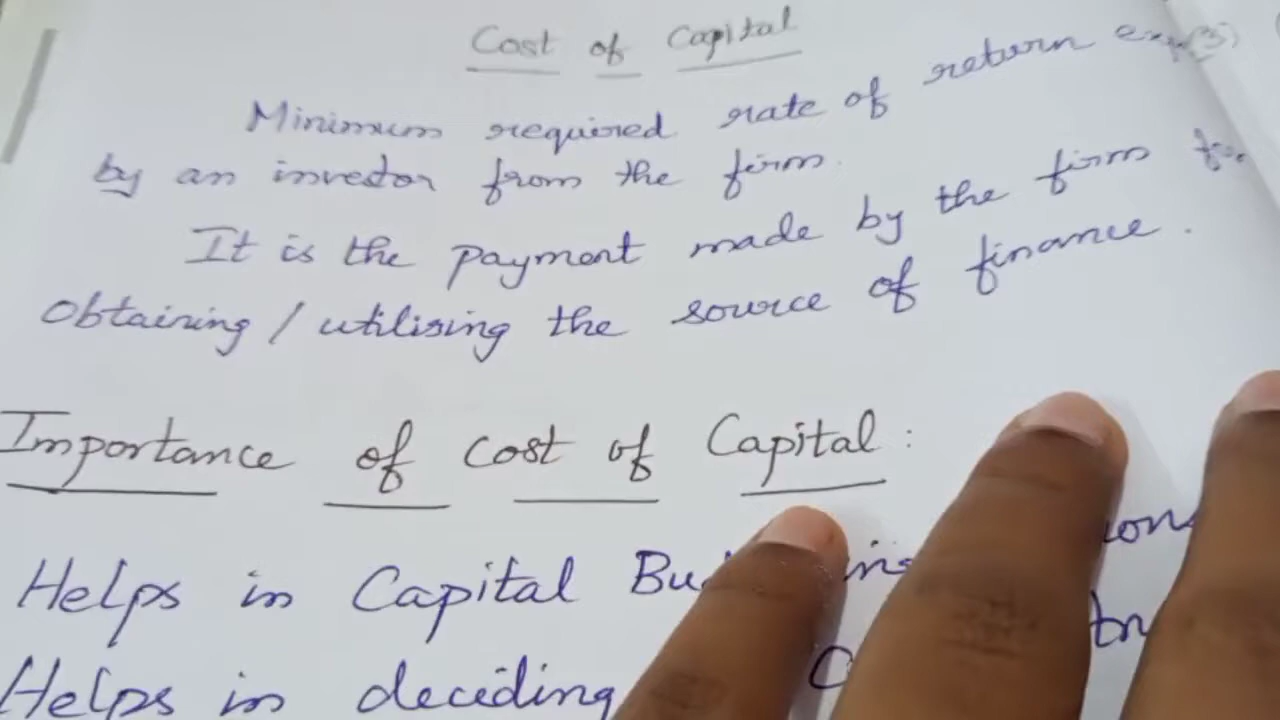 Cost of Capital
Minimum required rate of return
by an investor from the firm.
It is the payment made by the firm
Obtaining / utilising the source of finance.
Importance of Cost of Capital:
Helps in Capital
Helps in deciding